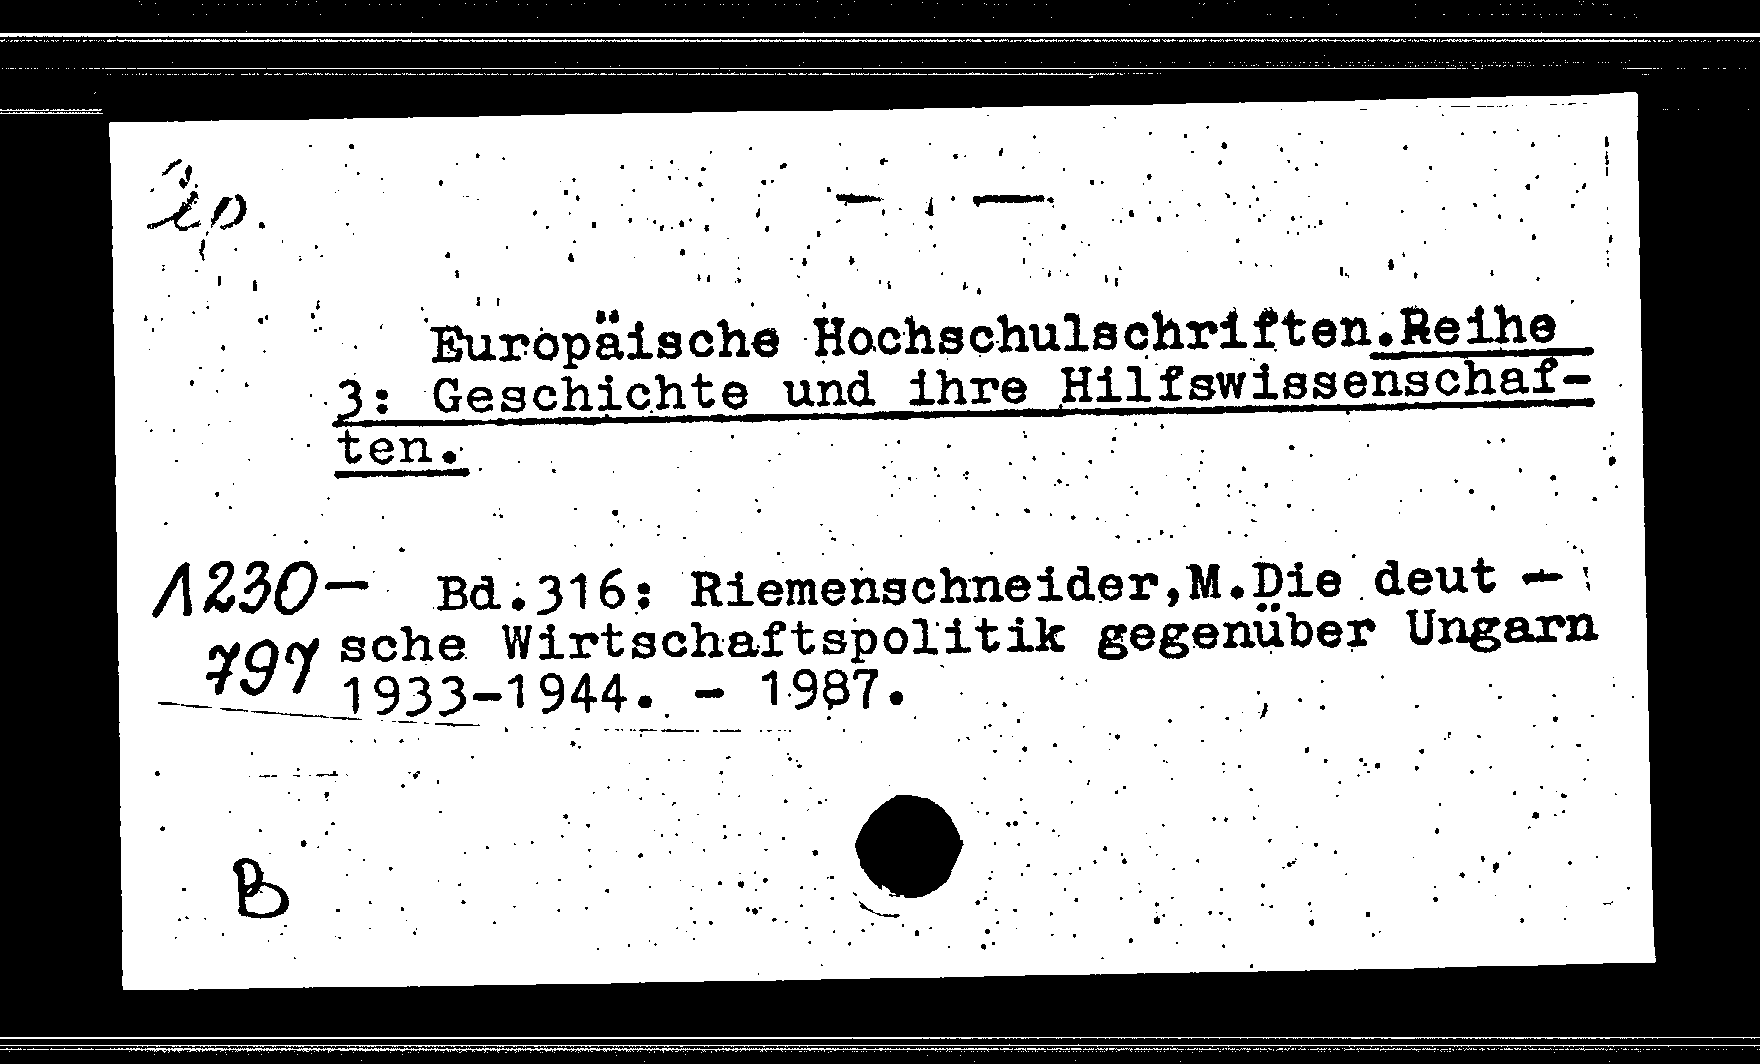 Europäische Hochschulschriften.Reihe
3: Geschichte und ihre Hilfswissenschaf-
ten.
1230- Bd.316: Riemenschneider,M.Die deut -
797 sche Wirtschaftspolitik gegenüber Ungarn
1933-1944. - 1987.
B